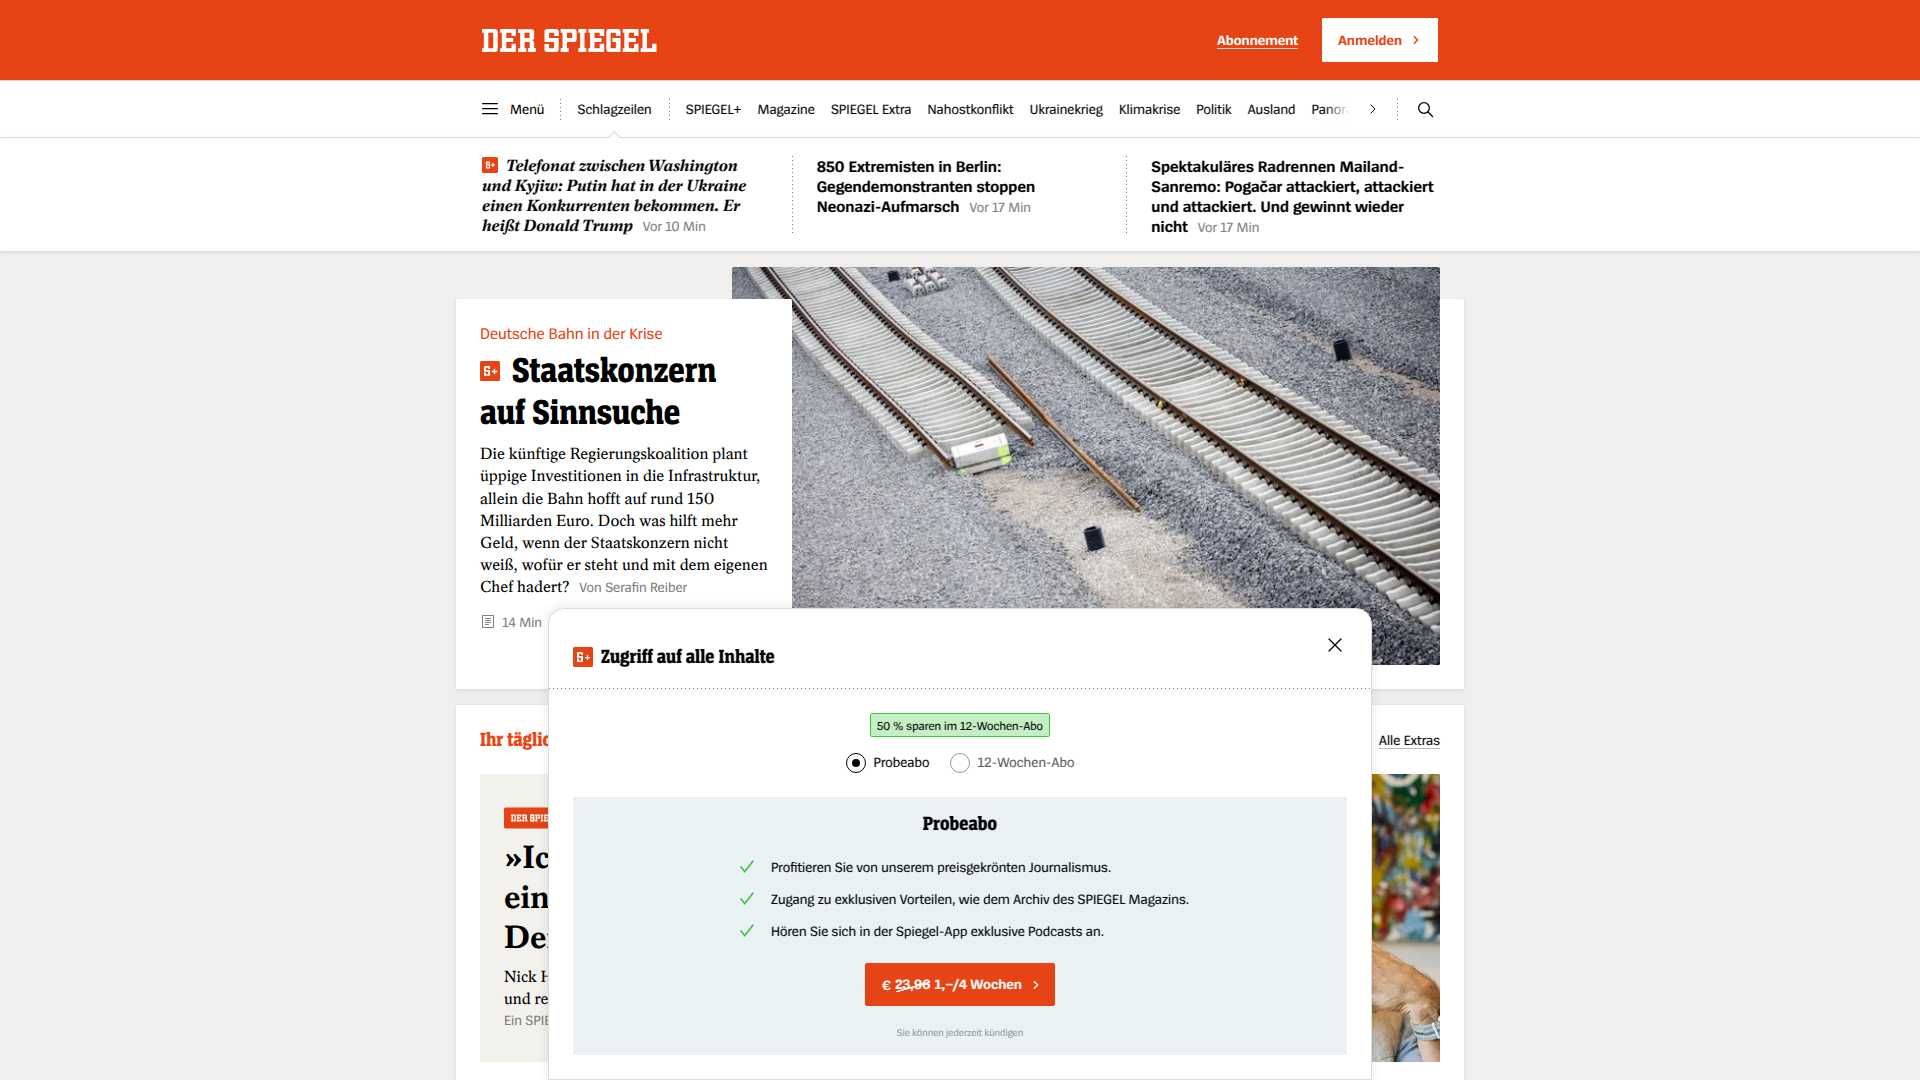 DER SPIEGEL
Abonnement
Anmelden
Menü
Schlagzeilen
SPIEGEL+
Magazine
SPIEGEL Extra
Nahostkonflikt
Ukrainekrieg
Klimakrise
Politik
Ausland
Panor
Telefonat zwischen Washington
und Kyjiw: Putin hat in der Ukraine
einen Konkurrenten bekommen. Er
heißt Donald Trump Vor 10 Min
850 Extremisten in Berlin:
Gegendemonstranten stoppen
Neonazi-Aufmarsch Vor 17 Min
Spektakuläres Radrennen Mailand-
Sanremo: Pogačar attackiert, attackiert
und attackiert. Und gewinnt wieder
nicht Vor 17 Min
Deutsche Bahn in der Krise
S+ Staatskonzern
auf Sinnsuche
Die künftige Regierungskoalition plant
üppige Investitionen in die Infrastruktur,
allein die Bahn hofft auf rund 150
Milliarden Euro. Doch was hilft mehr
Geld, wenn der Staatskonzern nicht
weiß, wofür er steht und mit dem eigenen
Chef hadert? Von Serafin Reiber
14 Min
S+ Zugriff auf alle Inhalte
50 % sparen im 12-Wochen-Abo
Probeabo
12-Wochen-Abo
Probeabo
Profitieren Sie von unserem preisgekrönten Journalismus.
Zugang zu exklusiven Vorteilen, wie dem Archiv des SPIEGEL Magazins.
Hören Sie sich in der Spiegel-App exklusive Podcasts an.
€ 23,96 1,–/4 Wochen
Sie können jederzeit kündigen
Ihr täglic
Alle Extras
DER SPIE
»Ic
ein
De
Nick H
und re
Ein SPIE